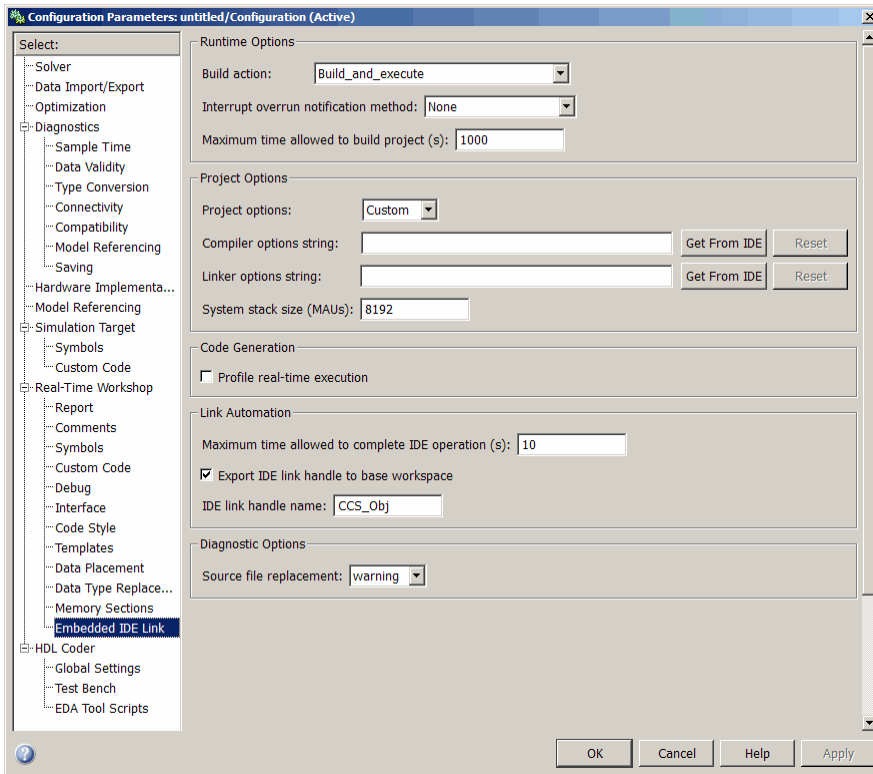 Configuration Parameters: untitled/Configuration (Active)
Select:
Solver
Data Import/Export
Optimization
Diagnostics
Sample Time
Data Validity
Type Conversion
Connectivity
Compatibility
Model Referencing
Saving
Hardware Implementa...
Model Referencing
Simulation Target
Symbols
Custom Code
Real-Time Workshop
Report
Comments
Symbols
Custom Code
Debug
Interface
Code Style
Templates
Data Placement
Data Type Replace...
Memory Sections
Embedded IDE Link
HDL Coder
Global Settings
Test Bench
EDA Tool Scripts
Runtime Options
Build action: Build_and_execute
Interrupt overrun notification method: None
Maximum time allowed to build project (s): 1000
Project Options
Project options: Custom
Compiler options string: Get From IDE Reset
Linker options string: Get From IDE Reset
System stack size (MAUs): 8192
Code Generation
Profile real-time execution
Link Automation
Maximum time allowed to complete IDE operation (s): 10
Export IDE link handle to base workspace
IDE link handle name: CCS_Obj
Diagnostic Options
Source file replacement: warning
OK Cancel Help Apply